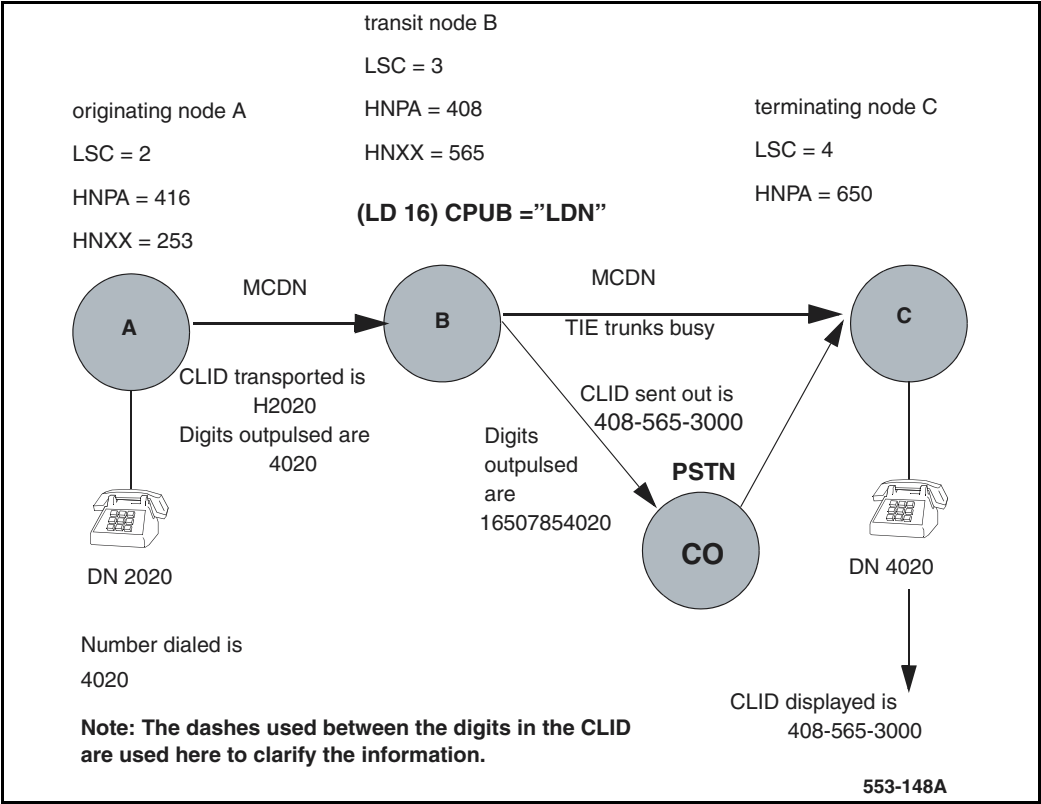 transit node B
LSC = 3
HNPA = 408
HNXX = 565
(LD 16) CPUB =”LDN”
originating node A
LSC = 2
HNPA = 416
HNXX = 253
terminating node C
LSC = 4
HNPA = 650
MCDN
MCDN
A
B
C
TIE trunks busy
CLID transported is
H2020
Digits outpulsed are
4020
CLID sent out is
408-565-3000
Digits
outpulsed
are
16507854020
PSTN
CO
DN 2020
DN 4020
Number dialed is
4020
CLID displayed is
408-565-3000
Note: The dashes used between the digits in the CLID
are used here to clarify the information.
553-148A